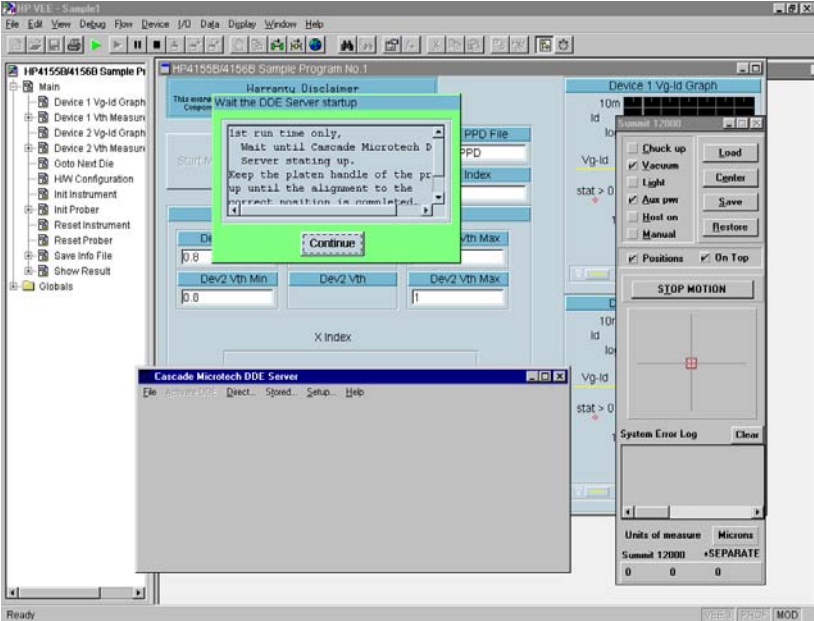 HP VEE - Sample1
File Edit View Debug Flow Device I/O Data Display Window Help
HP4155B/4156B Sample Pr
Main
Device 1 Vg-Id Graph
Device 1 Vth Measure
Device 2 Vg-Id Graph
Device 2 Vth Measure
Goto Next Die
H/W Configuration
Init Instrument
Init Prober
Reset Instrument
Reset Prober
Save Info File
Show Result
Globals
HP4155B/4156B Sample Program No.1
Warranty Disclaimer
Wait the DDE Server startup
1st run time only,
Wait until Cascade Microtech D
Server stating up.
Keep the platen handle of the pr
up until the alignment to the
correct position is completed.
Continue
Start M
PPD File
PPD
Index
De
Vth Max
0.8
Dev2 Vth Min
Dev2 Vth
Dev2 Vth Max
0.8
1
X Index
Device 1 Vg-Id Graph
10m
Id
Vg-Id
stat > 0
10m
Id
Vg-Id
stat > 0
Summit 12000
Chuck up
Vacuum
Light
Aux pwr
Host on
Manual
Load
Center
Save
Restore
Positions
On Top
STOP MOTION
System Error Log
Clear
Units of measure
Microns
Summit 12000
+SEPARATE
0 0 0
Cascade Microtech DDE Server
File Activate DDE Direct... Stored... Setup... Help
Ready
VEE3
PROF
MOD